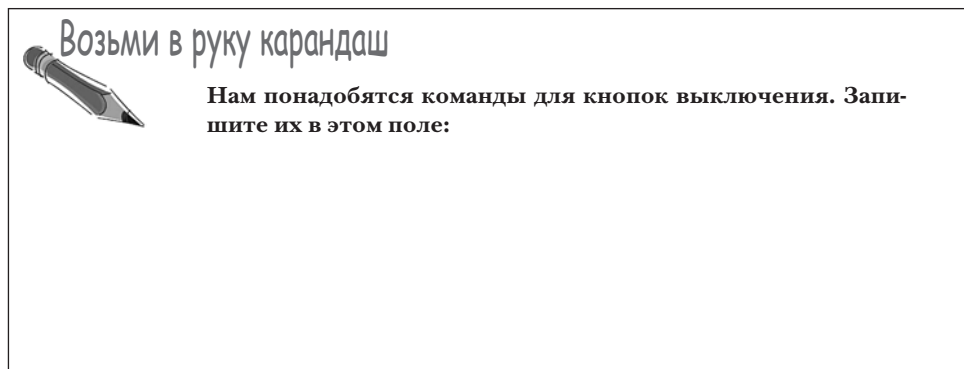 Возьми в руку карандаш
Нам понадобятся команды для кнопок выключения. Запи-
шите их в этом поле: